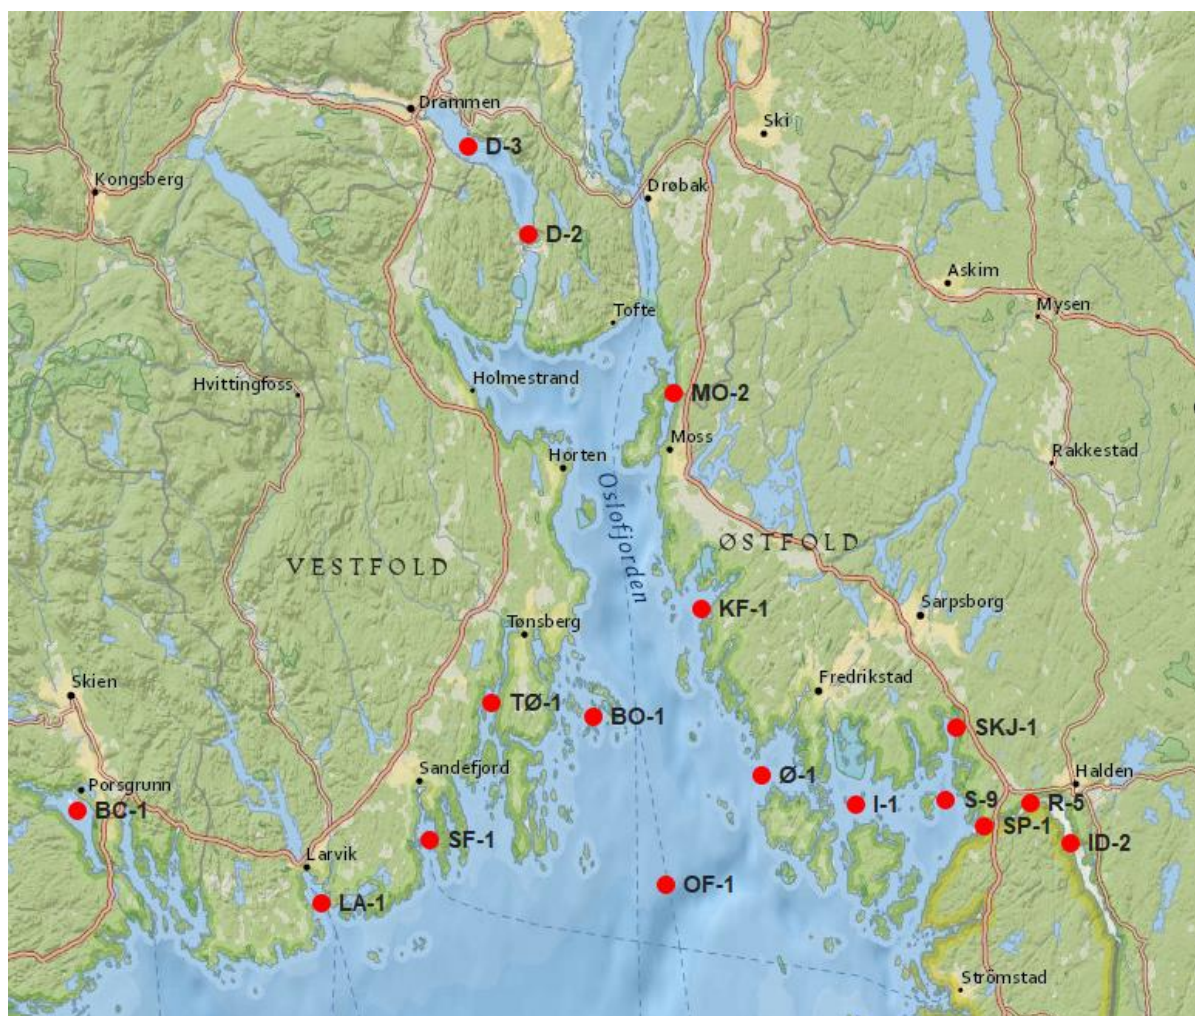 Drammen
Ski
D-3
Kongsberg
Drøbak
D-2
Askim
Mysen
Tofte
Hvittingfoss
Holmestrand
MO-2
Moss
Horten
Rakkestad
Oslofjorden
VESTFOLD
ØSTFOLD
KF-1
Sarpsborg
Tønsberg
Skien
Fredrikstad
TØ-1
BO-1
SKJ-1
Sandefjord
Ø-1
Halden
Porsgrunn
BC-1
I-1
S-9
R-5
SP-1
SF-1
ID-2
Larvik
OF-1
LA-1
Strömstad